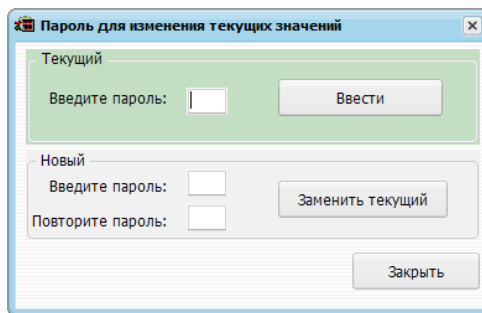 Пароль для изменения текущих значений
Текущий
Введите пароль:
Ввести
Новый
Введите пароль:
Заменить текущий
Повторите пароль:
Закрыть